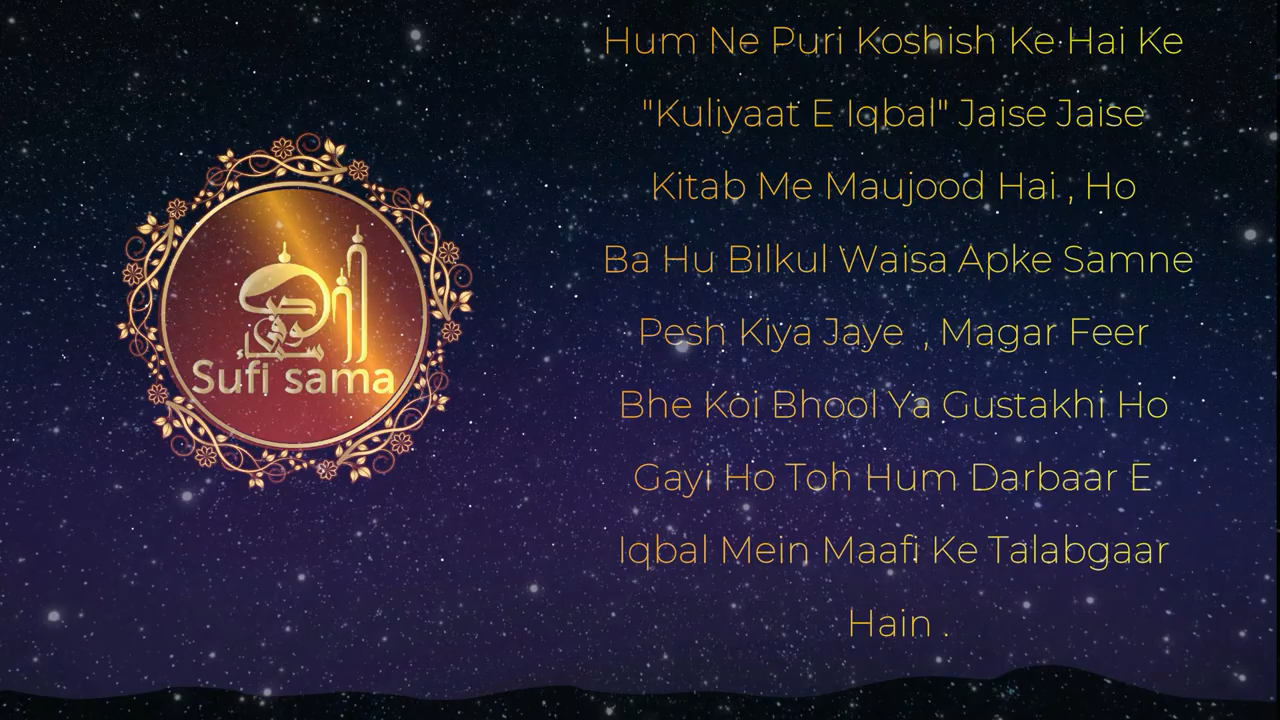 صوفی
سماء
Sufi sama
Hum Ne Puri Koshish Ke Hai Ke
"Kuliyaat E Iqbal" Jaise Jaise
Kitab Me Maujood Hai , Ho
Ba Hu Bilkul Waisa Apke Samne
Pesh Kiya Jaye , Magar Feer
Bhe Koi Bhool Ya Gustakhi Ho
Gayi Ho Toh Hum Darbaar E
Iqbal Mein Maafi Ke Talabgaar
Hain .